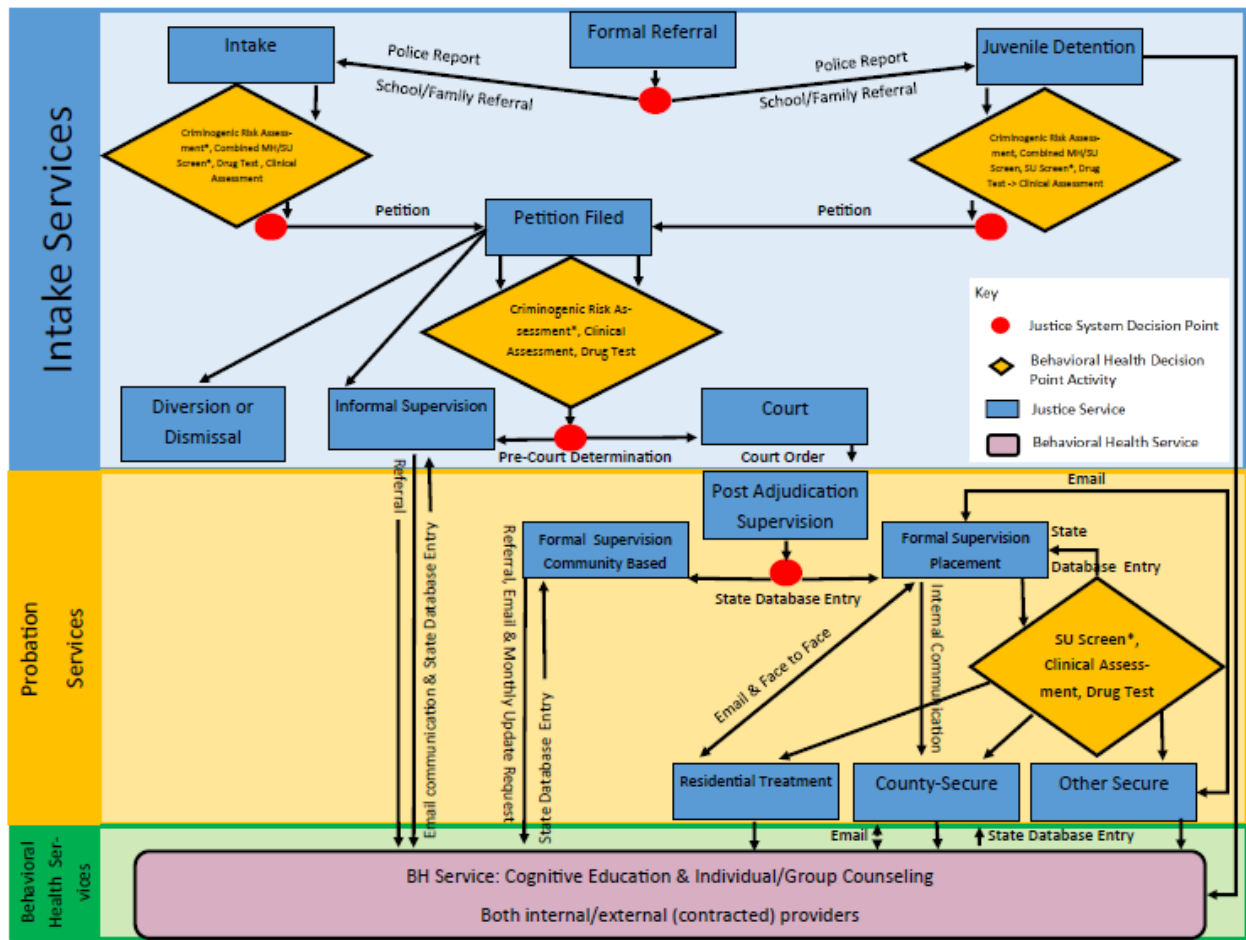 Intake Services
Formal Referral
Intake
Juvenile Detention
Police Report
School/Family Referral
Police Report
School/Family Referral
Criminogenic Risk Assess-
ment*, Combined MH/SU
Screen*, Drug Test , Clinical
Assessment
Criminogenic Risk Assess-
ment, Combined MH/SU
Screen, SU Screen*, Drug
Test -> Clinical Assessment
Petition
Petition Filed
Petition
Criminogenic Risk As-
sessment*, Clinical
Assessment, Drug Test
Key
Justice System Decision Point
Behavioral Health Decision
Point Activity
Justice Service
Behavioral Health Service
Diversion or
Dismissal
Informal Supervision
Court
Pre-Court Determination
Court Order
Probation
Services
Referral
Email communication & State Database Entry
Post Adjudication
Supervision
Email
Formal Supervision
Community Based
Formal Supervision
Placement
State
Database Entry
State Database Entry
Referral, Email & Monthly Update Request
State Database Entry
Email & Face to Face
Internal Communication
SU Screen*,
Clinical Assess-
ment, Drug Test
Residential Treatment
County-Secure
Other Secure
Behavioral
Health Ser-
vices
Email
State Database Entry
BH Service: Cognitive Education & Individual/Group Counseling
Both internal/external (contracted) providers